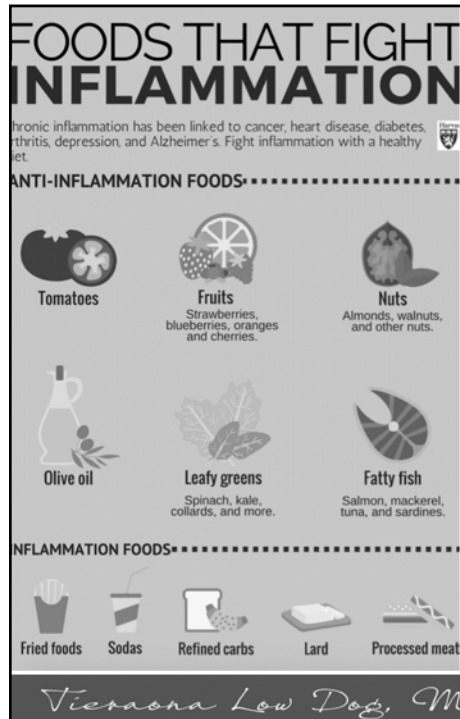 FOODS THAT FIGHT
INFLAMMATION
hronic inflammation has been linked to cancer, heart disease, diabetes,
rthritis, depression, and Alzheimer's. Fight inflammation with a healthy
iet.
Harva
ANTI-INFLAMMATION FOODS
Tomatoes
Fruits
Strawberries,
blueberries, oranges
and cherries.
Nuts
Almonds, walnuts,
and other nuts.
Olive oil
Leafy greens
Spinach, kale,
collards, and more.
Fatty fish
Salmon, mackerel,
tuna, and sardines.
NFLAMMATION FOODS
Fried foods
Sodas
Refined carbs
Lard
Processed meat
Tieraona Low Dog, M